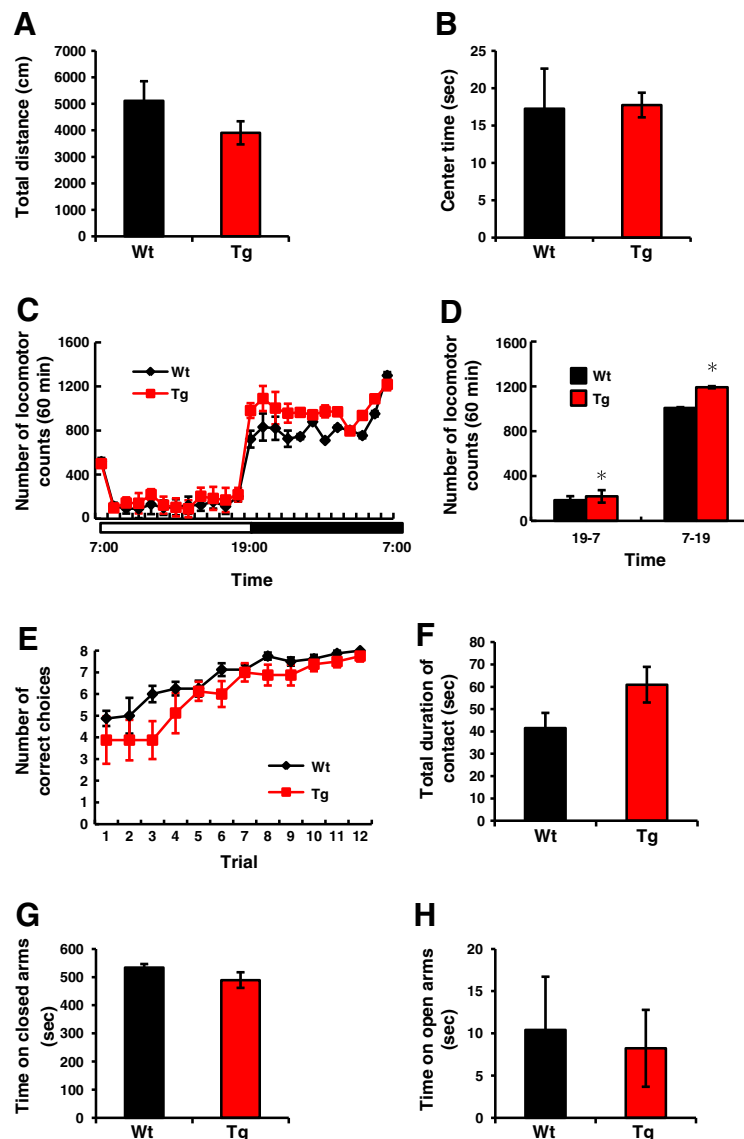 A
Total distance (cm)
7000
6000
5000
4000
3000
2000
1000
0
Wt Tg
B
Center time (sec)
25
20
15
10
5
0
Wt Tg
C
Number of locomotor
counts (60 min)
1600
1200
800
400
0
Wt
Tg
7:00 19:00 7:00
Time
D
Number of locomotor
counts (60 min)
1600
1200
800
400
0
Wt
Tg
*
*
19-7 7-19
Time
E
Number of
correct choices
8
7
6
5
4
3
2
1
0
Wt
Tg
1 2 3 4 5 6 7 8 9 10 11 12
Trial
F
Total duration of
contact (sec)
80
70
60
50
40
30
20
10
0
Wt Tg
G
Time on closed arms
(sec)
600
500
400
300
200
100
0
Wt Tg
H
Time on open arms
(sec)
20
15
10
5
0
Wt Tg